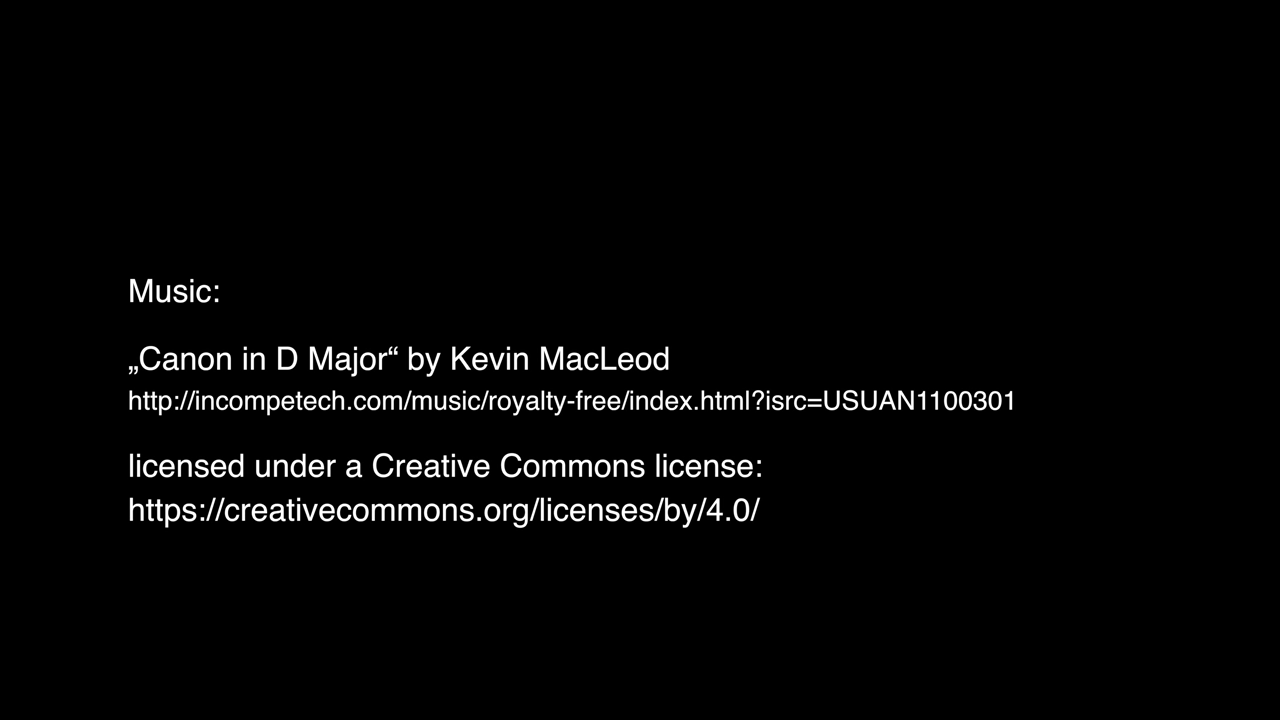 Music:
„Canon in D Major“ by Kevin MacLeod
http://incompetech.com/music/royalty-free/index.html?isrc=USUAN1100301
licensed under a Creative Commons license:
https://creativecommons.org/licenses/by/4.0/